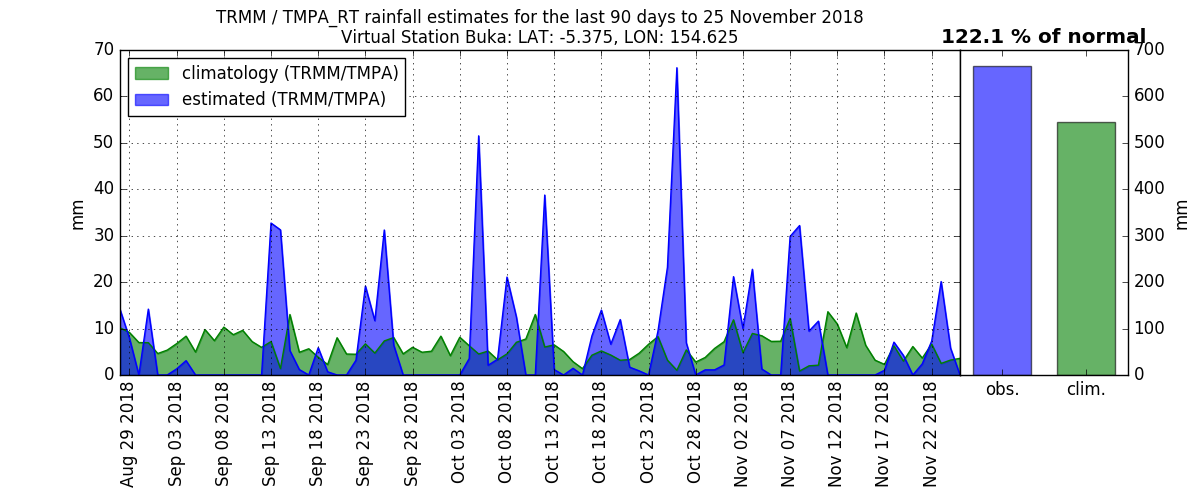 TRMM / TMPA_RT rainfall estimates for the last 90 days to 25 November 2018
Virtual Station Buka: LAT: -5.375, LON: 154.625
122.1 % of normal
climatology (TRMM/TMPA)
estimated (TRMM/TMPA)
mm
70
60
50
40
30
20
10
0
Aug 29 2018
Sep 03 2018
Sep 08 2018
Sep 13 2018
Sep 18 2018
Sep 23 2018
Sep 28 2018
Oct 03 2018
Oct 08 2018
Oct 13 2018
Oct 18 2018
Oct 23 2018
Oct 28 2018
Nov 02 2018
Nov 07 2018
Nov 12 2018
Nov 17 2018
Nov 22 2018
obs.
clim.
700
600
500
400
300
200
100
0
mm